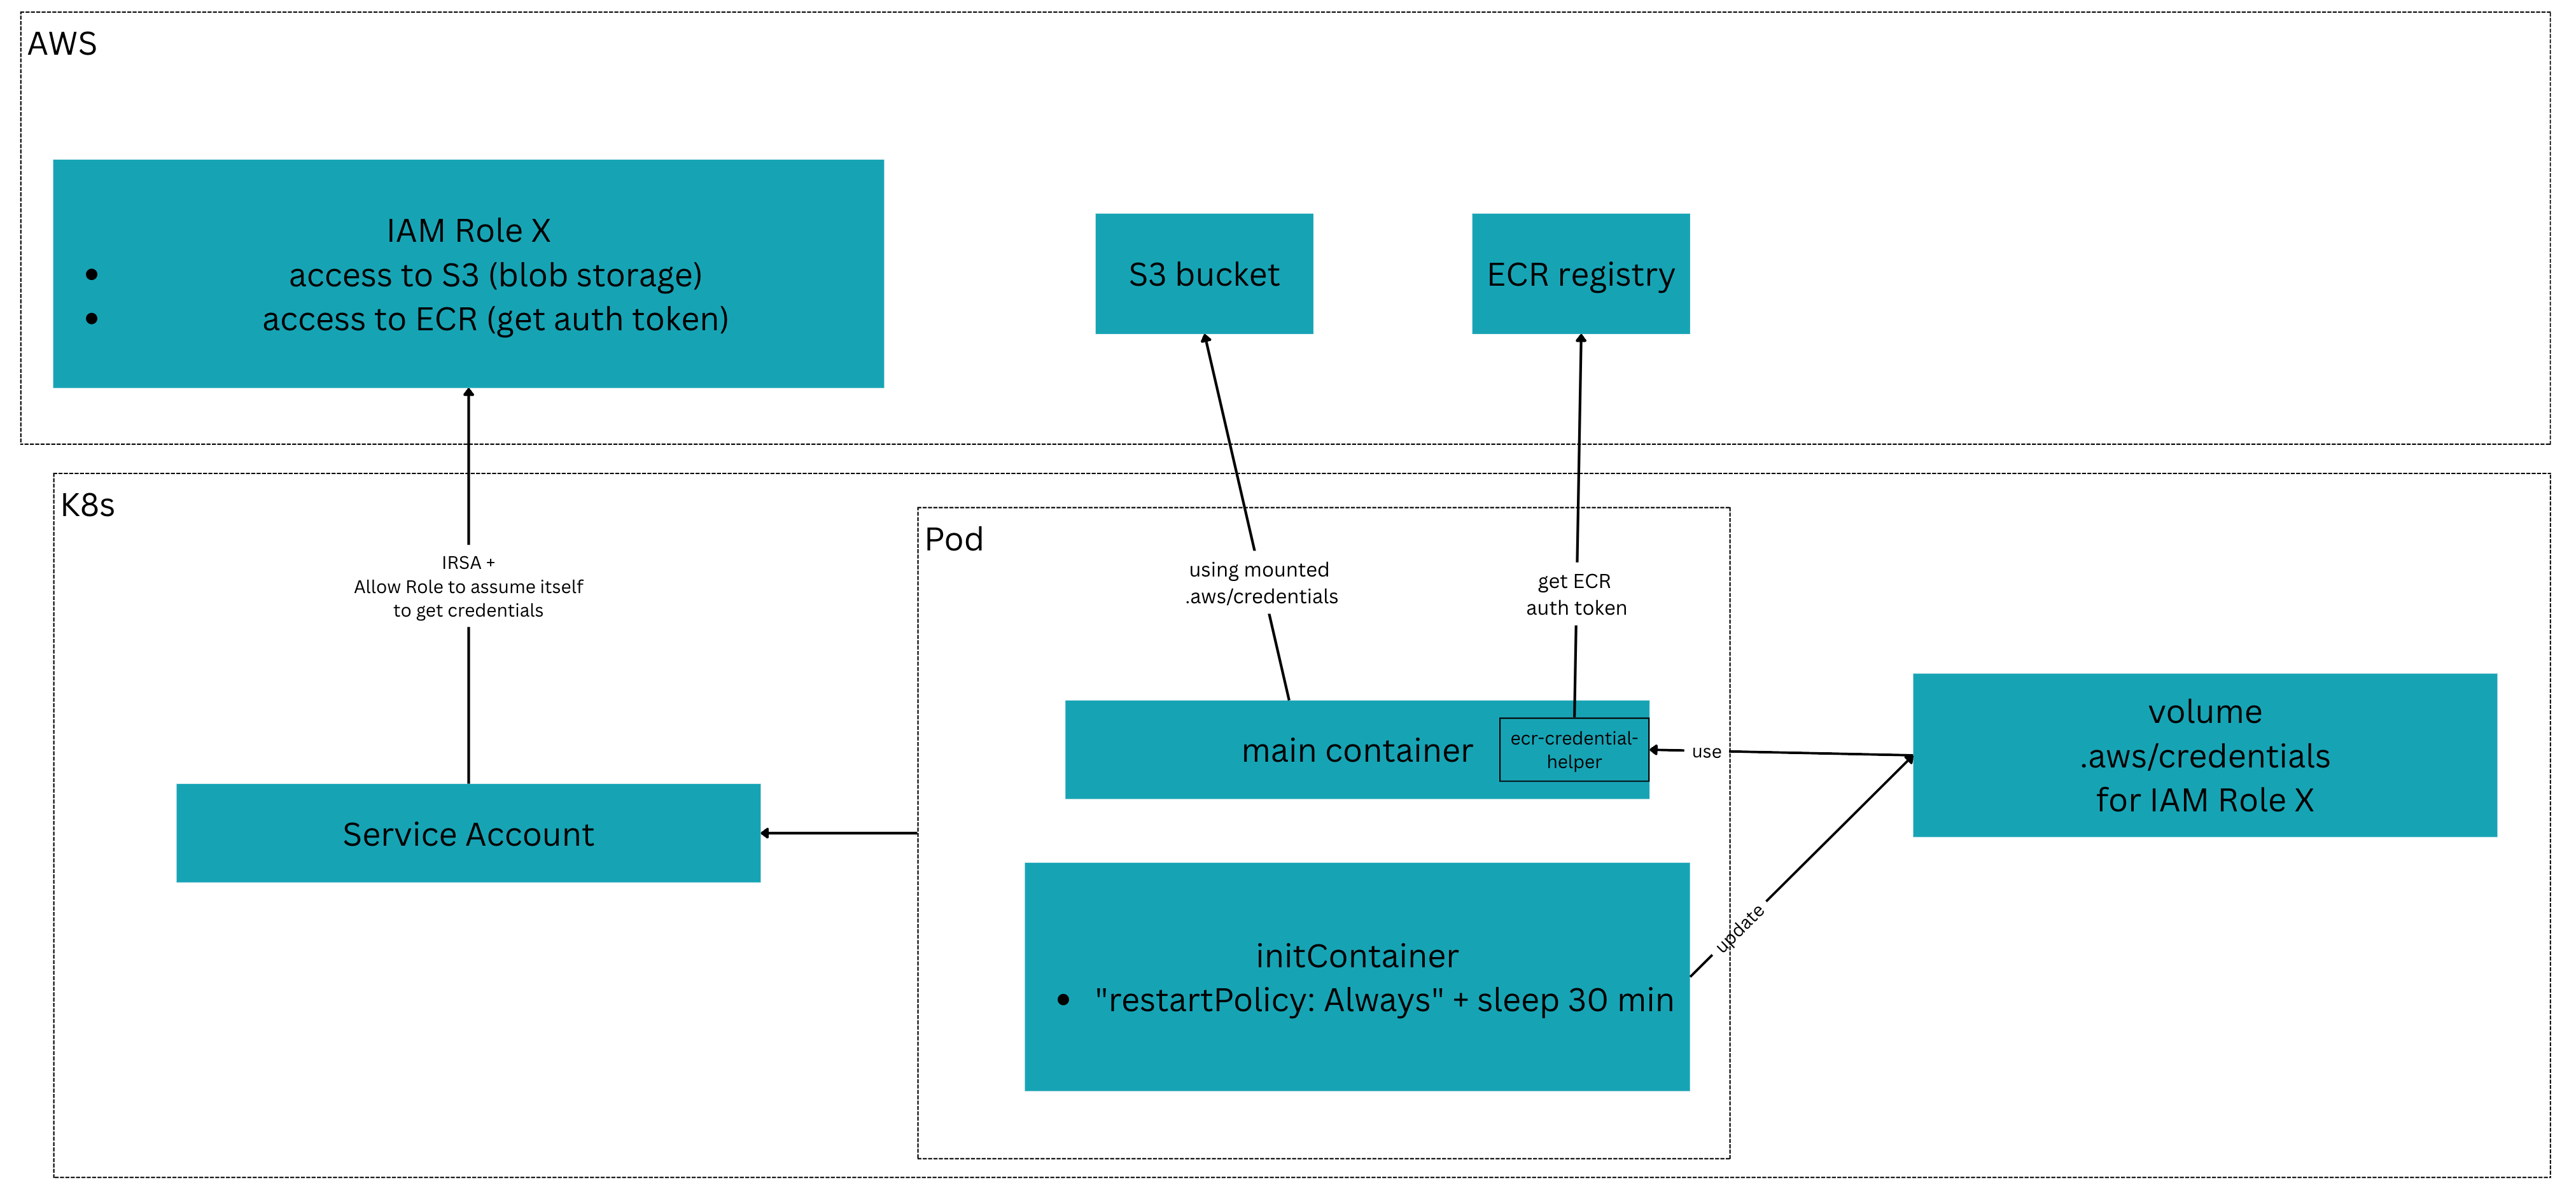 AWS
IAM Role X
• access to S3 (blob storage)
• access to ECR (get auth token)
S3 bucket
ECR registry
K8s
IRSA +
Allow Role to assume itself
to get credentials
Pod
using mounted
.aws/credentials
get ECR
auth token
main container
ecr-credential-
helper
use
volume
.aws/credentials
for IAM Role X
Service Account
update
initContainer
• "restartPolicy: Always" + sleep 30 min